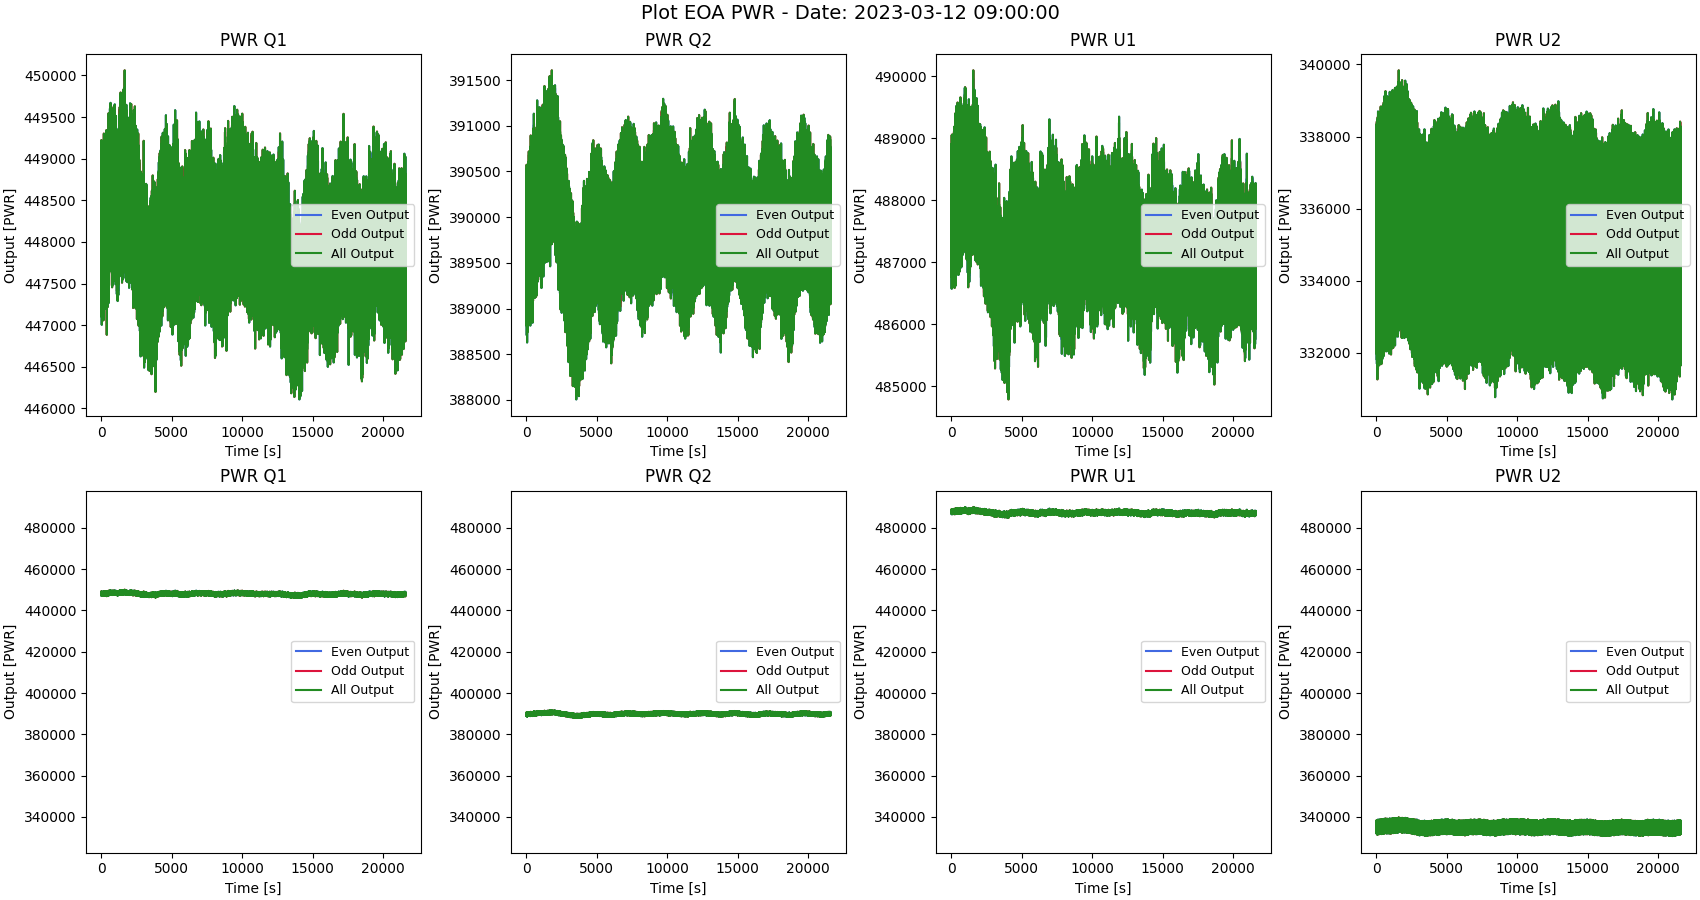 Plot EOA PWR - Date: 2023-03-12 09:00:00
PWR Q1
450000
449500
449000
448500
448000
447500
447000
446500
446000
Output [PWR]
0 5000 10000 15000 20000
Time [s]
Even Output
Odd Output
All Output
PWR Q2
391500
391000
390500
390000
389500
389000
388500
388000
Output [PWR]
0 5000 10000 15000 20000
Time [s]
Even Output
Odd Output
All Output
PWR U1
490000
489000
488000
487000
486000
485000
Output [PWR]
0 5000 10000 15000 20000
Time [s]
Even Output
Odd Output
All Output
PWR U2
340000
338000
336000
334000
332000
Output [PWR]
0 5000 10000 15000 20000
Time [s]
Even Output
Odd Output
All Output
PWR Q1
480000
460000
440000
420000
400000
380000
360000
340000
Output [PWR]
0 5000 10000 15000 20000
Time [s]
Even Output
Odd Output
All Output
PWR Q2
480000
460000
440000
420000
400000
380000
360000
340000
Output [PWR]
0 5000 10000 15000 20000
Time [s]
Even Output
Odd Output
All Output
PWR U1
480000
460000
440000
420000
400000
380000
360000
340000
Output [PWR]
0 5000 10000 15000 20000
Time [s]
Even Output
Odd Output
All Output
PWR U2
480000
460000
440000
420000
400000
380000
360000
340000
Output [PWR]
0 5000 10000 15000 20000
Time [s]
Even Output
Odd Output
All Output